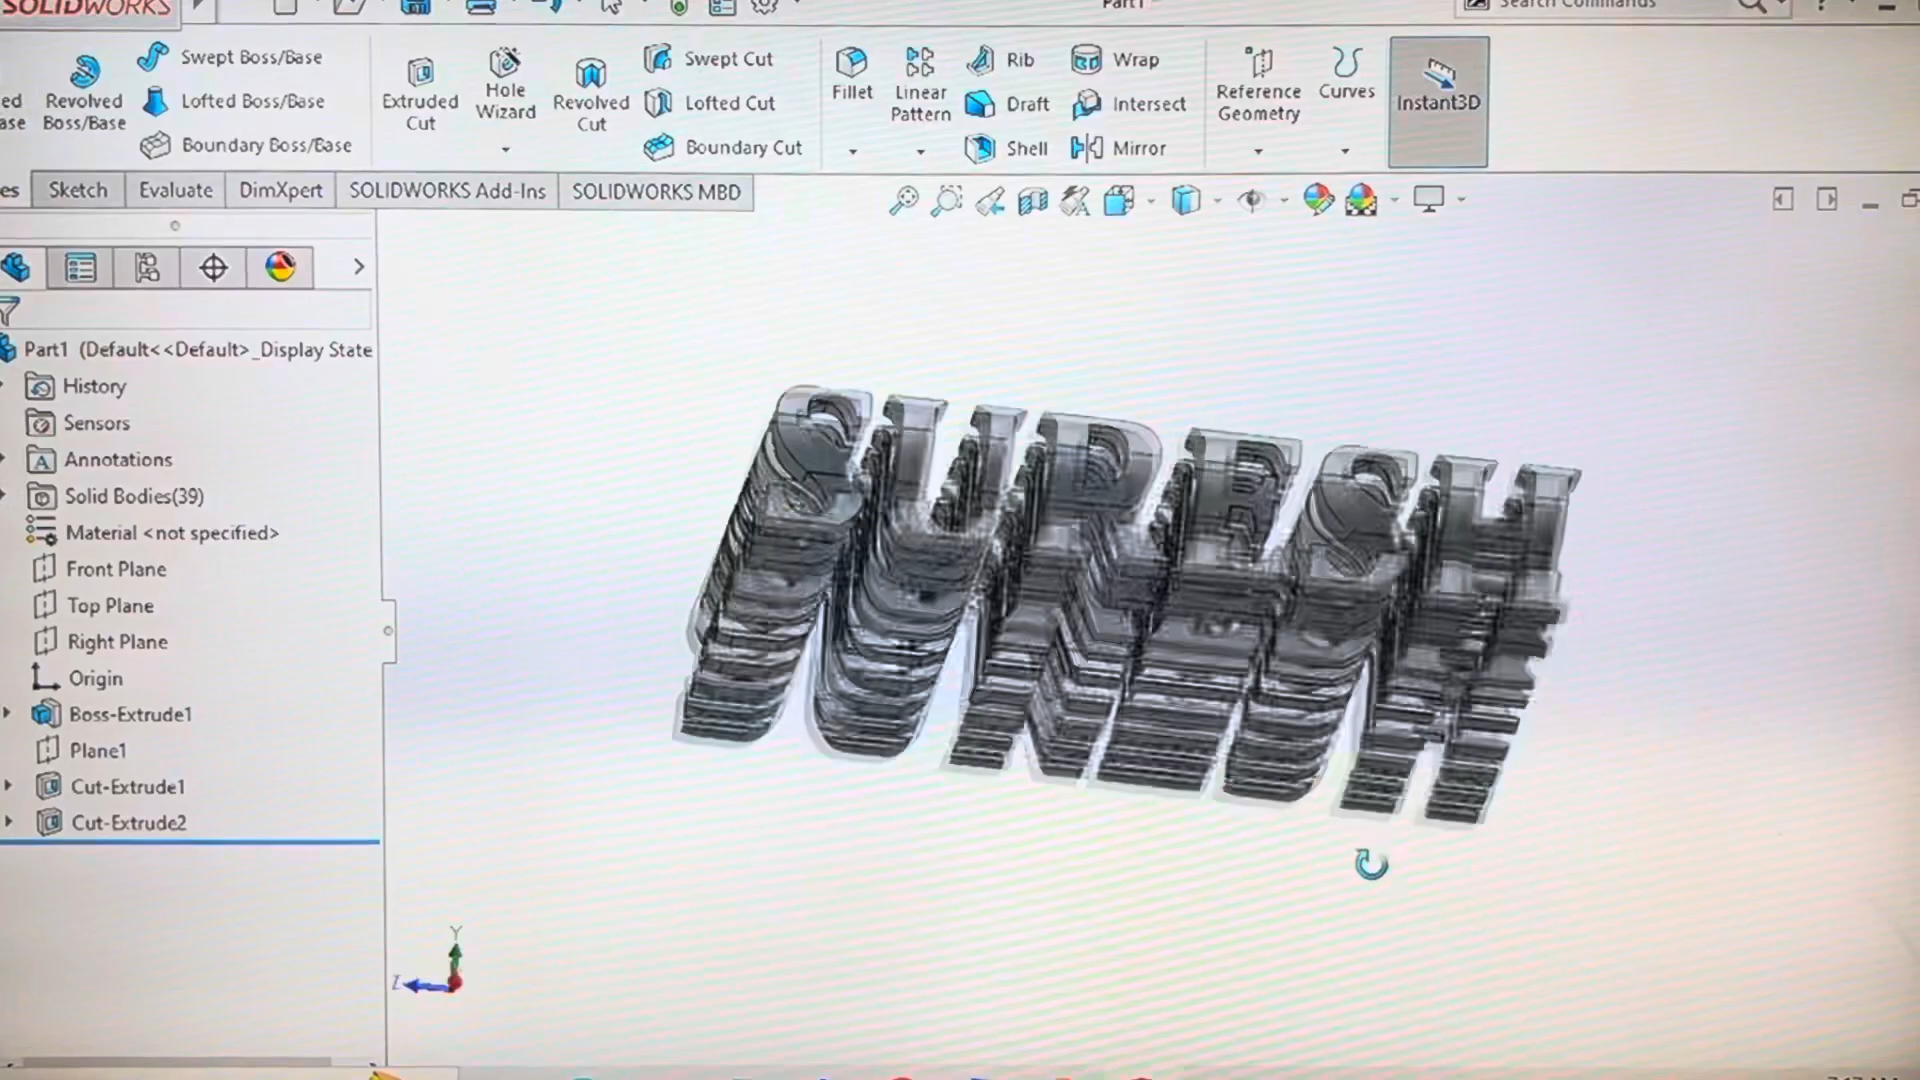 SOLIDWORKS
Part1
Search Commands
?
Revolved Boss/Base
Swept Boss/Base
Lofted Boss/Base
Boundary Boss/Base
Extruded Cut
Hole Wizard
Revolved Cut
Swept Cut
Lofted Cut
Boundary Cut
Fillet
Linear Pattern
Rib
Draft
Shell
Wrap
Intersect
Mirror
Reference Geometry
Curves
Instant3D
es
Sketch
Evaluate
DimXpert
SOLIDWORKS Add-Ins
SOLIDWORKS MBD
Part1 (Default<<Default>_Display State
History
Sensors
A Annotations
Solid Bodies(39)
Material <not specified>
Front Plane
Top Plane
Right Plane
Origin
Boss-Extrude1
Plane1
Cut-Extrude1
Cut-Extrude2
SURESH
Y
Z